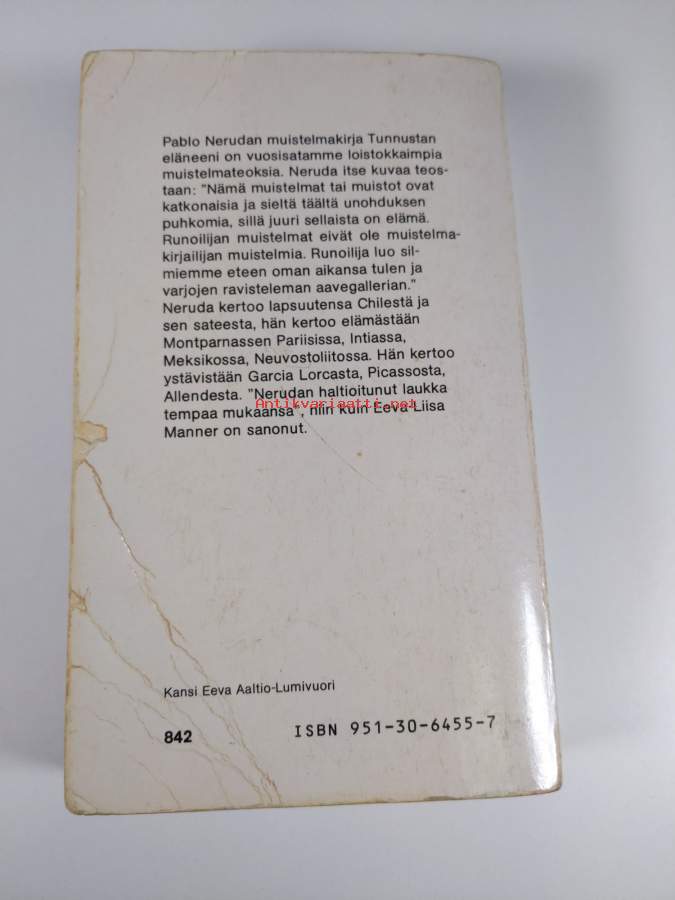 Pablo Nerudan muistelmakirja Tunnustan
eläneeni on vuosisatamme loistokkaimpia
muistelmateoksia. Neruda itse kuvaa teos-
taan: "Nämä muistelmat tai muistot ovat
katkonaisia ja sieltä täältä unohduksen
puhkomia, sillä juuri sellaista on elämä.
Runoilijan muistelmat eivät ole muistelma-
kirjailijan muistelmia. Runoilija luo sil-
miemme eteen oman aikansa tulen ja
varjojen ravisteleman aavegallerian."
Neruda kertoo lapsuutensa Chilestä ja
sen sateesta, hän kertoo elämästään
Montparnassen Pariisissa, Intiassa,
Meksikossa, Neuvostoliitossa. Hän kertoo
ystävistään Garcia Lorcasta, Picassosta,
Allendesta. "Nerudan haltioitunut laukka
Antikvariaatti.net
tempaa mukaansa", niin kuin Eeva-Liisa
Manner on sanonut.
Kansi Eeva Aaltio-Lumivuori
842 ISBN 951-30-6455-7